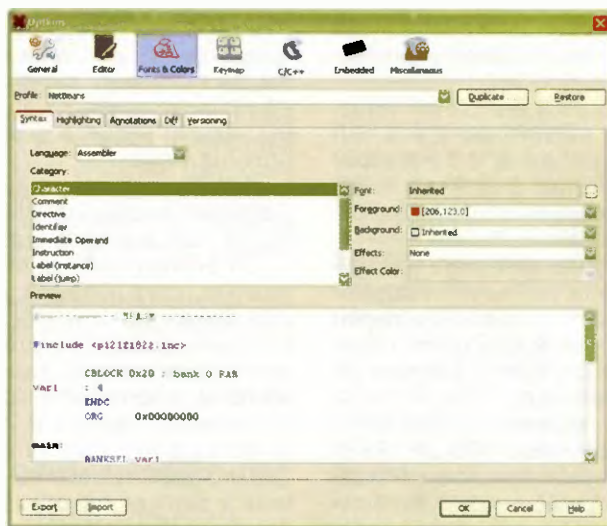 Options
General Editor Fonts & Colors Keymap C/C++ Embedded Miscellaneous
Profile: NetBeans Duplicate Restore
Syntax Highlighting Annotations Diff Versioning
Language: Assembler
Category:
Character Font: Inherited
Comment Foreground: [206,123,0]
Directive
Identifier Background: Inherited
Immediate Operand
Instruction Effects: None
Label (instance) Effect Color:
Label (jump)
Preview
;----------- ------------
#include <p12f1822.inc>
CBLOCK 0x20 ; bank 0 RAM
var1 : 4
ENDC
ORG 0x00000000
main:
BANKSEL var1
Export Import OK Cancel Help